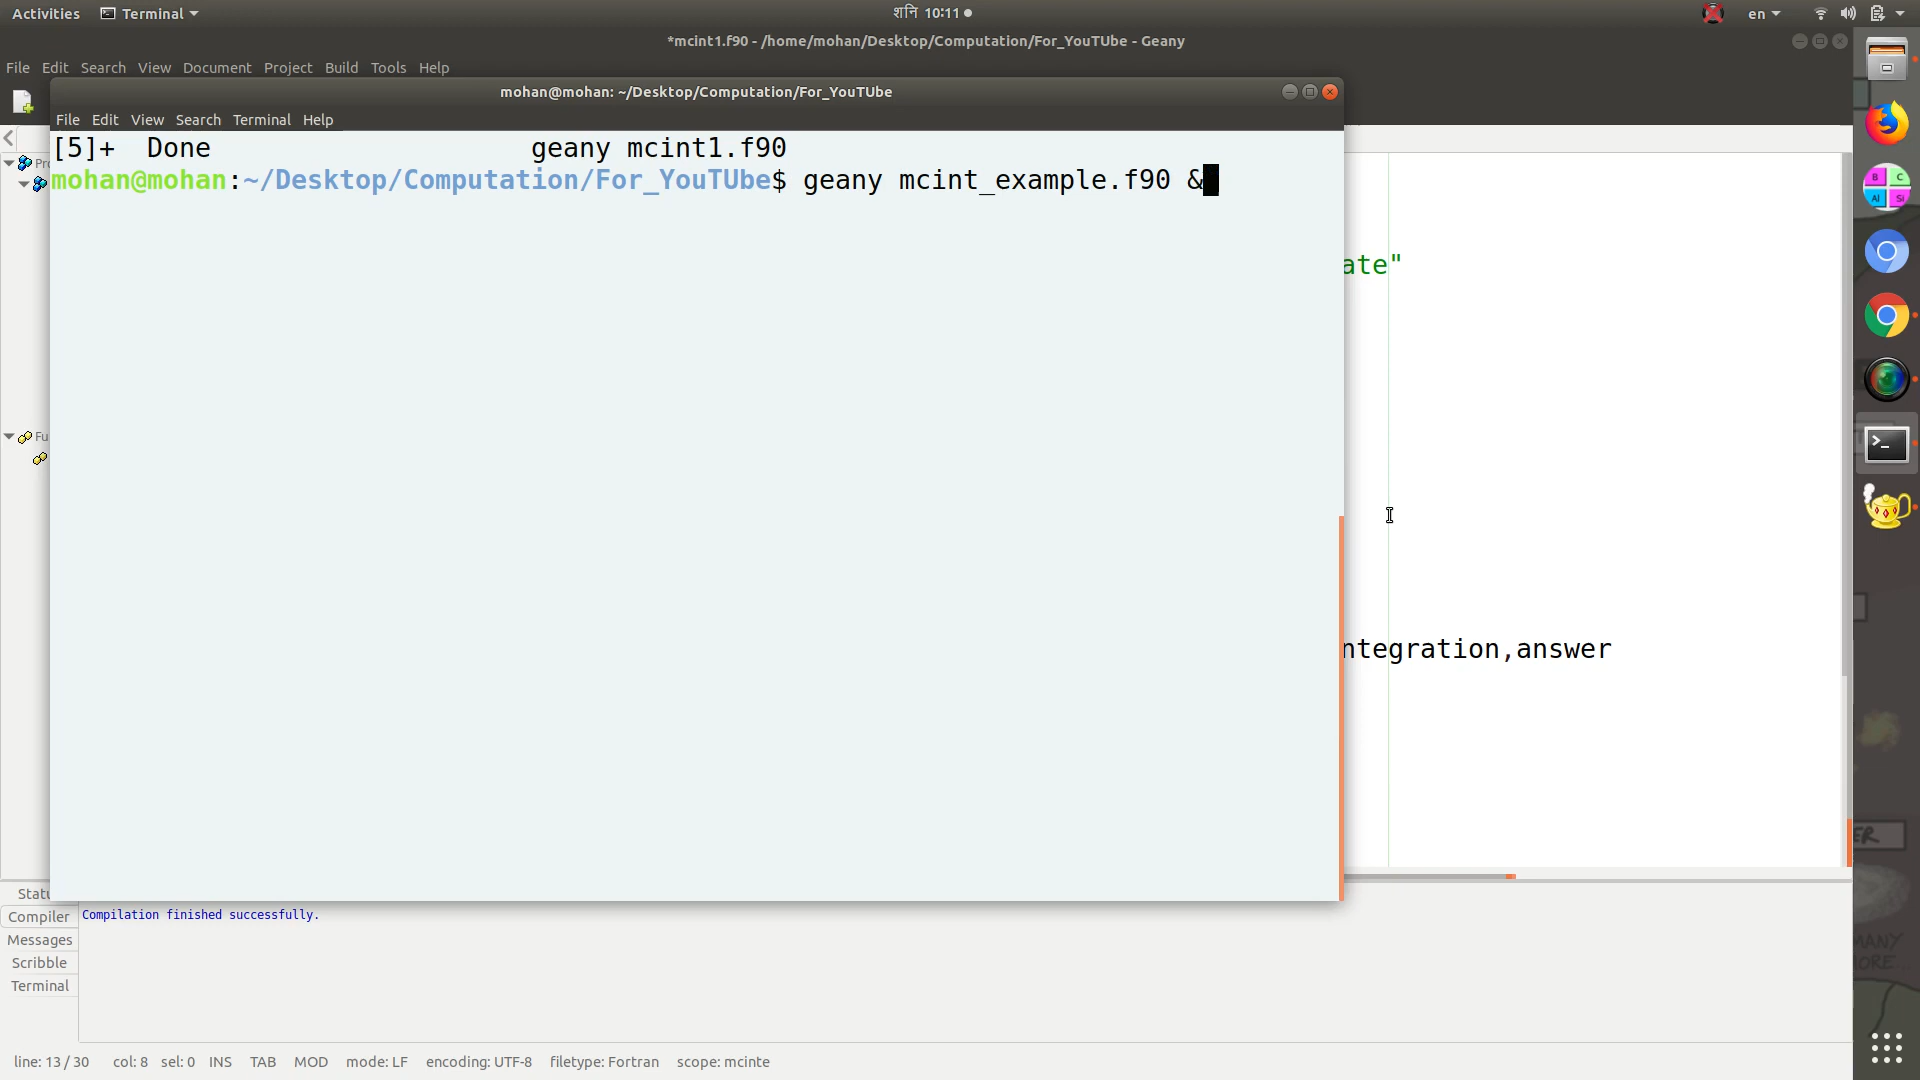 Activities Terminal শনি 10:11 en
*mcint1.f90 - /home/mohan/Desktop/Computation/For_YouTUbe - Geany
File Edit Search View Document Project Build Tools Help
mohan@mohan: ~/Desktop/Computation/For_YouTUbe
File Edit View Search Terminal Help
[5]+ Done geany mcint1.f90
mohan@mohan:~/Desktop/Computation/For_YouTUbe$ geany mcint_example.f90 &
Pr
ate"
Fu
ntegration,answer
Statu
Compiler
Compilation finished successfully.
Messages
Scribble
Terminal
line: 13 / 30 col: 8 sel: 0 INS TAB MOD mode: LF encoding: UTF-8 filetype: Fortran scope: mcinte